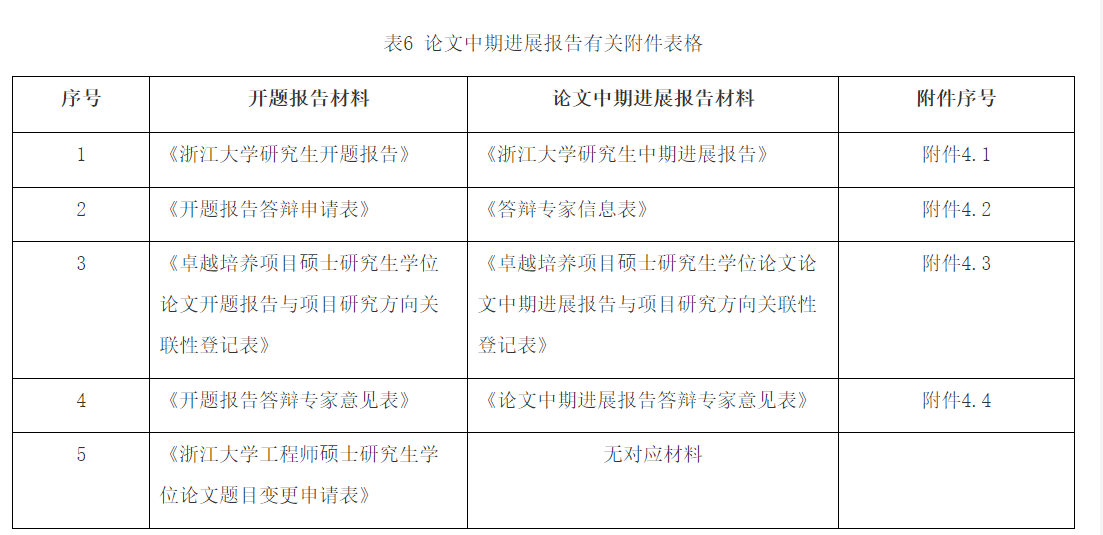 表6 论文中期进展报告有关附件表格
序号 开题报告材料 论文中期进展报告材料 附件序号
1 《浙江大学研究生开题报告》 《浙江大学研究生中期进展报告》 附件4.1
2 《开题报告答辩申请表》 《答辩专家信息表》 附件4.2
3 《卓越培养项目硕士研究生学位 《卓越培养项目硕士研究生学位论文论 附件4.3
论文开题报告与项目研究方向关 文中期进展报告与项目研究方向关联性
联性登记表》 登记表》
4 《开题报告答辩专家意见表》 《论文中期进展报告答辩专家意见表》 附件4.4
5 《浙江大学工程师硕士研究生学 无对应材料
位论文题目变更申请表》